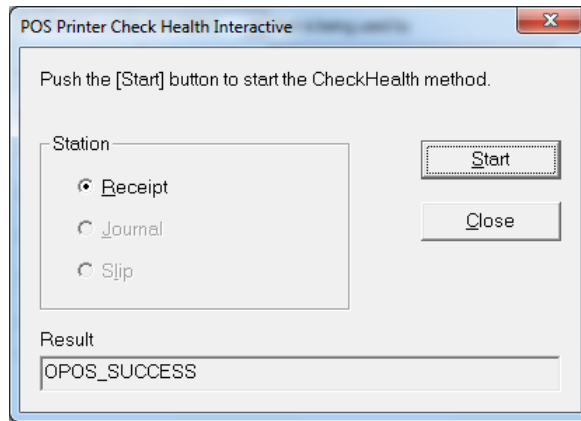 POS Printer Check Health Interactive
Push the [Start] button to start the CheckHealth method.
Station
Receipt
Journal
Slip
Start
Close
Result
OPOS_SUCCESS